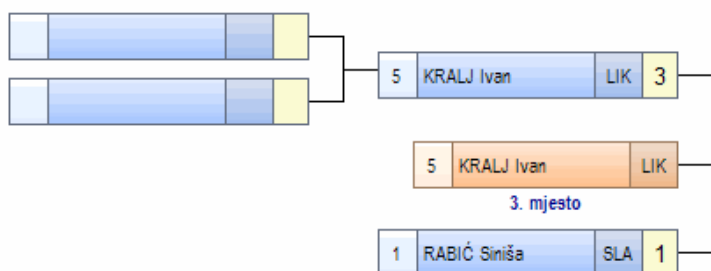 5 KRALJ Ivan LIK 3
5 KRALJ Ivan LIK
3. mjesto
1 RABIĆ Siniša SLA 1